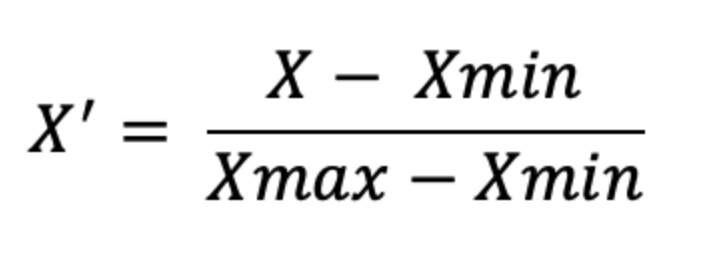 X' = X − Xmin
Xmax − Xmin